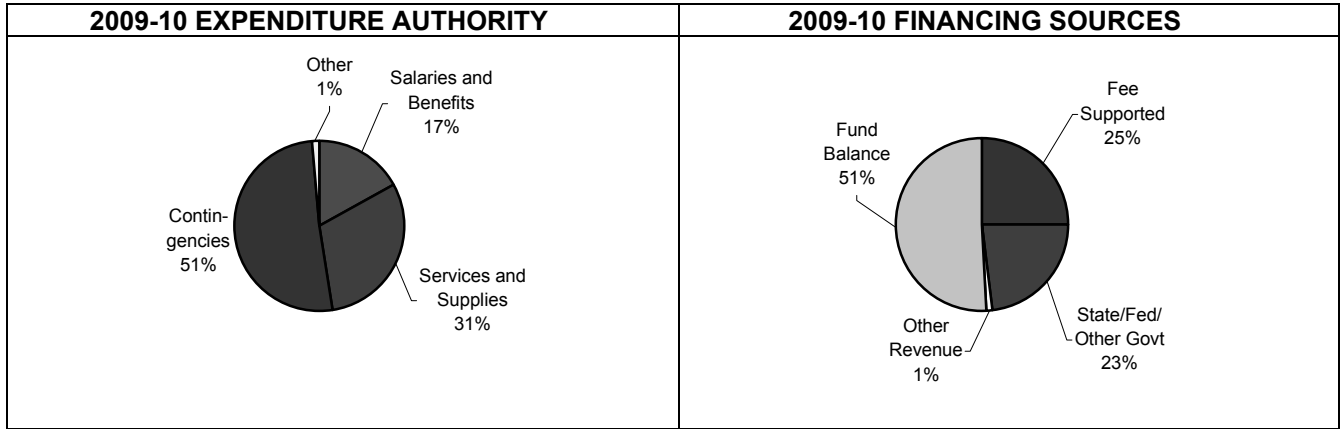 2009-10 EXPENDITURE AUTHORITY
Other
1%
Salaries and
Benefits
17%
Contin-
gencies
51%
Services and
Supplies
31%
2009-10 FINANCING SOURCES
Fee
Supported
25%
Fund
Balance
51%
Other
Revenue
1%
State/Fed/
Other Govt
23%